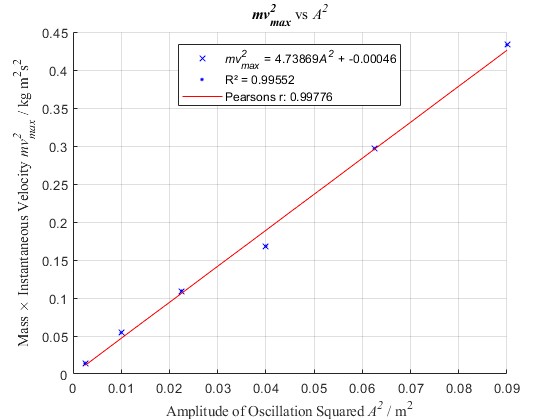 mv²ₘₐₓ vs A²
mv²ₘₐₓ = 4.73869A² + -0.00046
R² = 0.99552
Pearsons r: 0.99776
Mass × Instantaneous Velocity mv²ₘₐₓ / kg m²s²
0.45
0.4
0.35
0.3
0.25
0.2
0.15
0.1
0.05
0
0 0.01 0.02 0.03 0.04 0.05 0.06 0.07 0.08 0.09
Amplitude of Oscillation Squared A² / m²